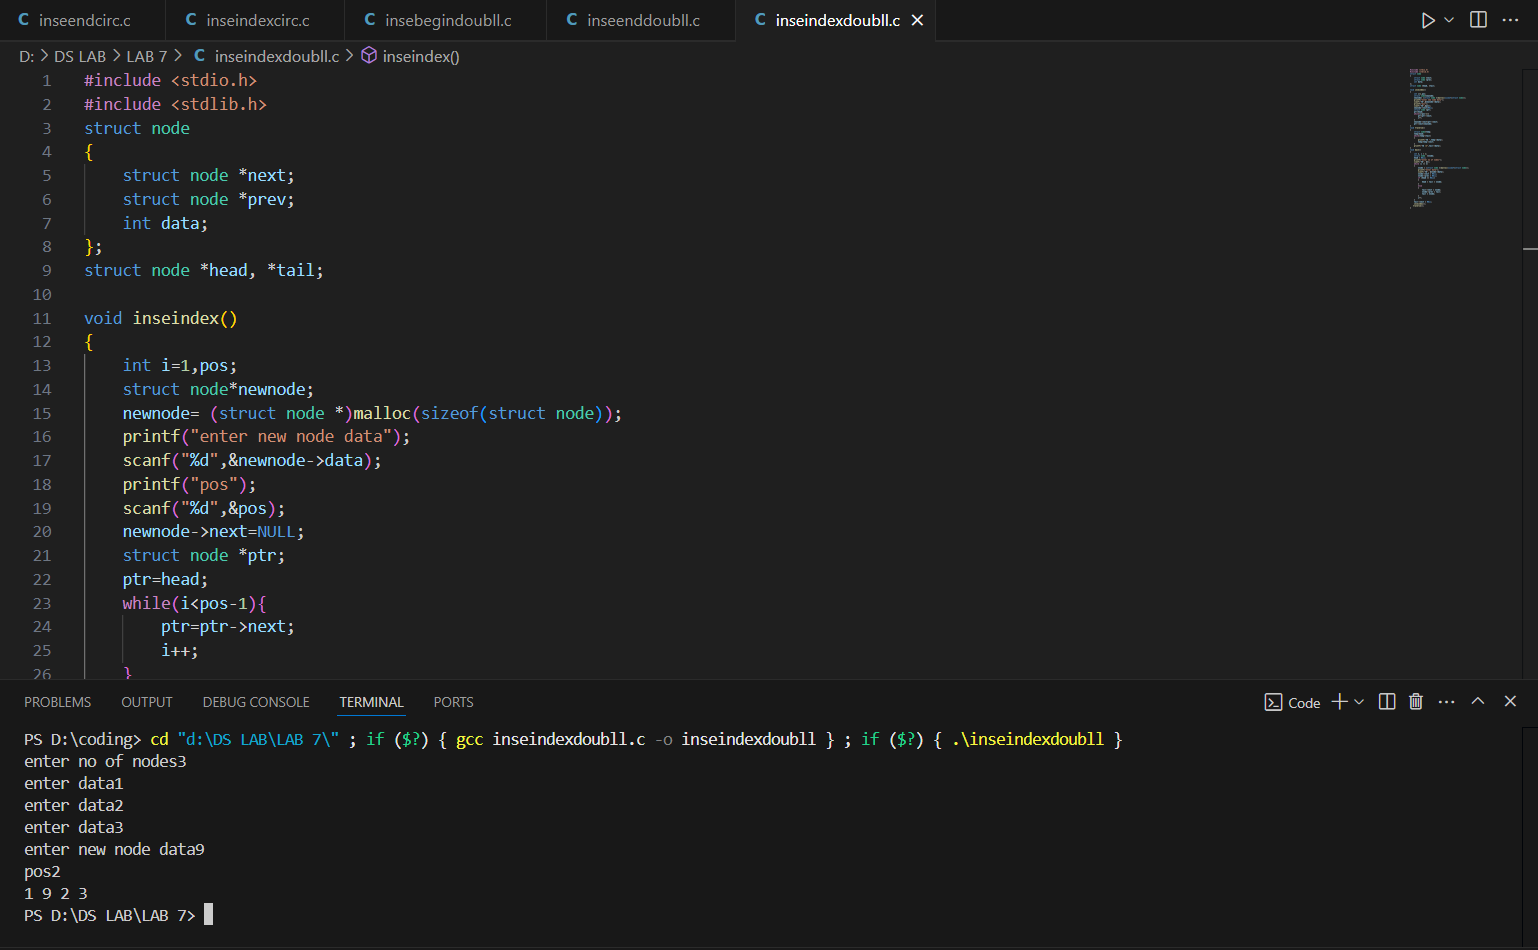 C inseendcirc.c C inseindexcirc.c C insebegindoubll.c C inseenddoubll.c C inseindexdoubll.c
D: > DS LAB > LAB 7 > C inseindexdoubll.c > inseindex()
1 #include <stdio.h>
2 #include <stdlib.h>
3 struct node
4 {
5 struct node *next;
6 struct node *prev;
7 int data;
8 };
9 struct node *head, *tail;
10
11 void inseindex()
12 {
13 int i=1,pos;
14 struct node*newnode;
15 newnode= (struct node *)malloc(sizeof(struct node));
16 printf("enter new node data");
17 scanf("%d",&newnode->data);
18 printf("pos");
19 scanf("%d",&pos);
20 newnode->next=NULL;
21 struct node *ptr;
22 ptr=head;
23 while(i<pos-1){
24 ptr=ptr->next;
25 i++;
26 }
PROBLEMS OUTPUT DEBUG CONSOLE TERMINAL PORTS Code
PS D:\coding> cd "d:\DS LAB\LAB 7\" ; if ($?) { gcc inseindexdoubll.c -o inseindexdoubll } ; if ($?) { .\inseindexdoubll }
enter no of nodes3
enter data1
enter data2
enter data3
enter new node data9
pos2
1 9 2 3
PS D:\DS LAB\LAB 7>